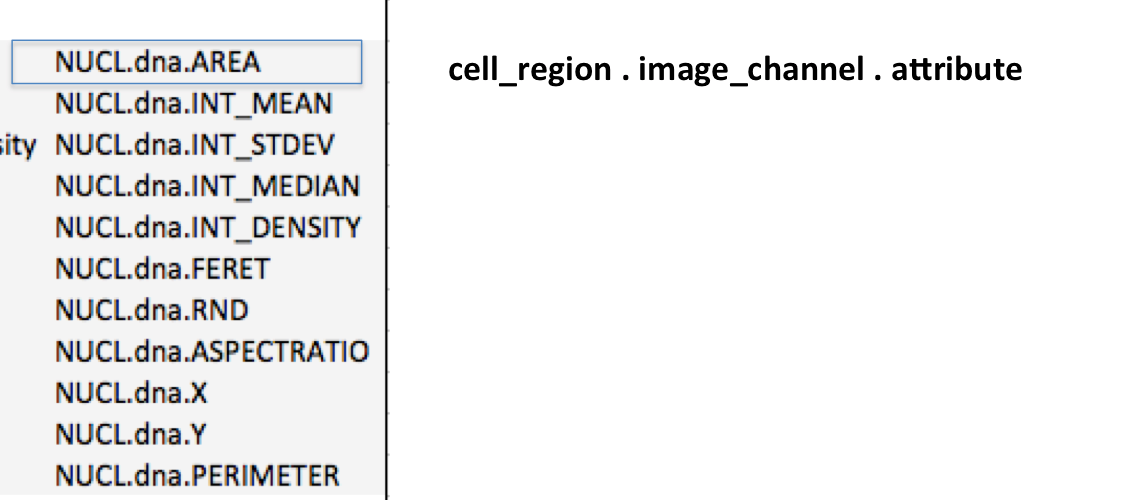 NUCL.dna.AREA
cell_region . image_channel . attribute
NUCL.dna.INT_MEAN
sity NUCL.dna.INT_STDEV
NUCL.dna.INT_MEDIAN
NUCL.dna.INT_DENSITY
NUCL.dna.FERET
NUCL.dna.RND
NUCL.dna.ASPECTRATIO
NUCL.dna.X
NUCL.dna.Y
NUCL.dna.PERIMETER